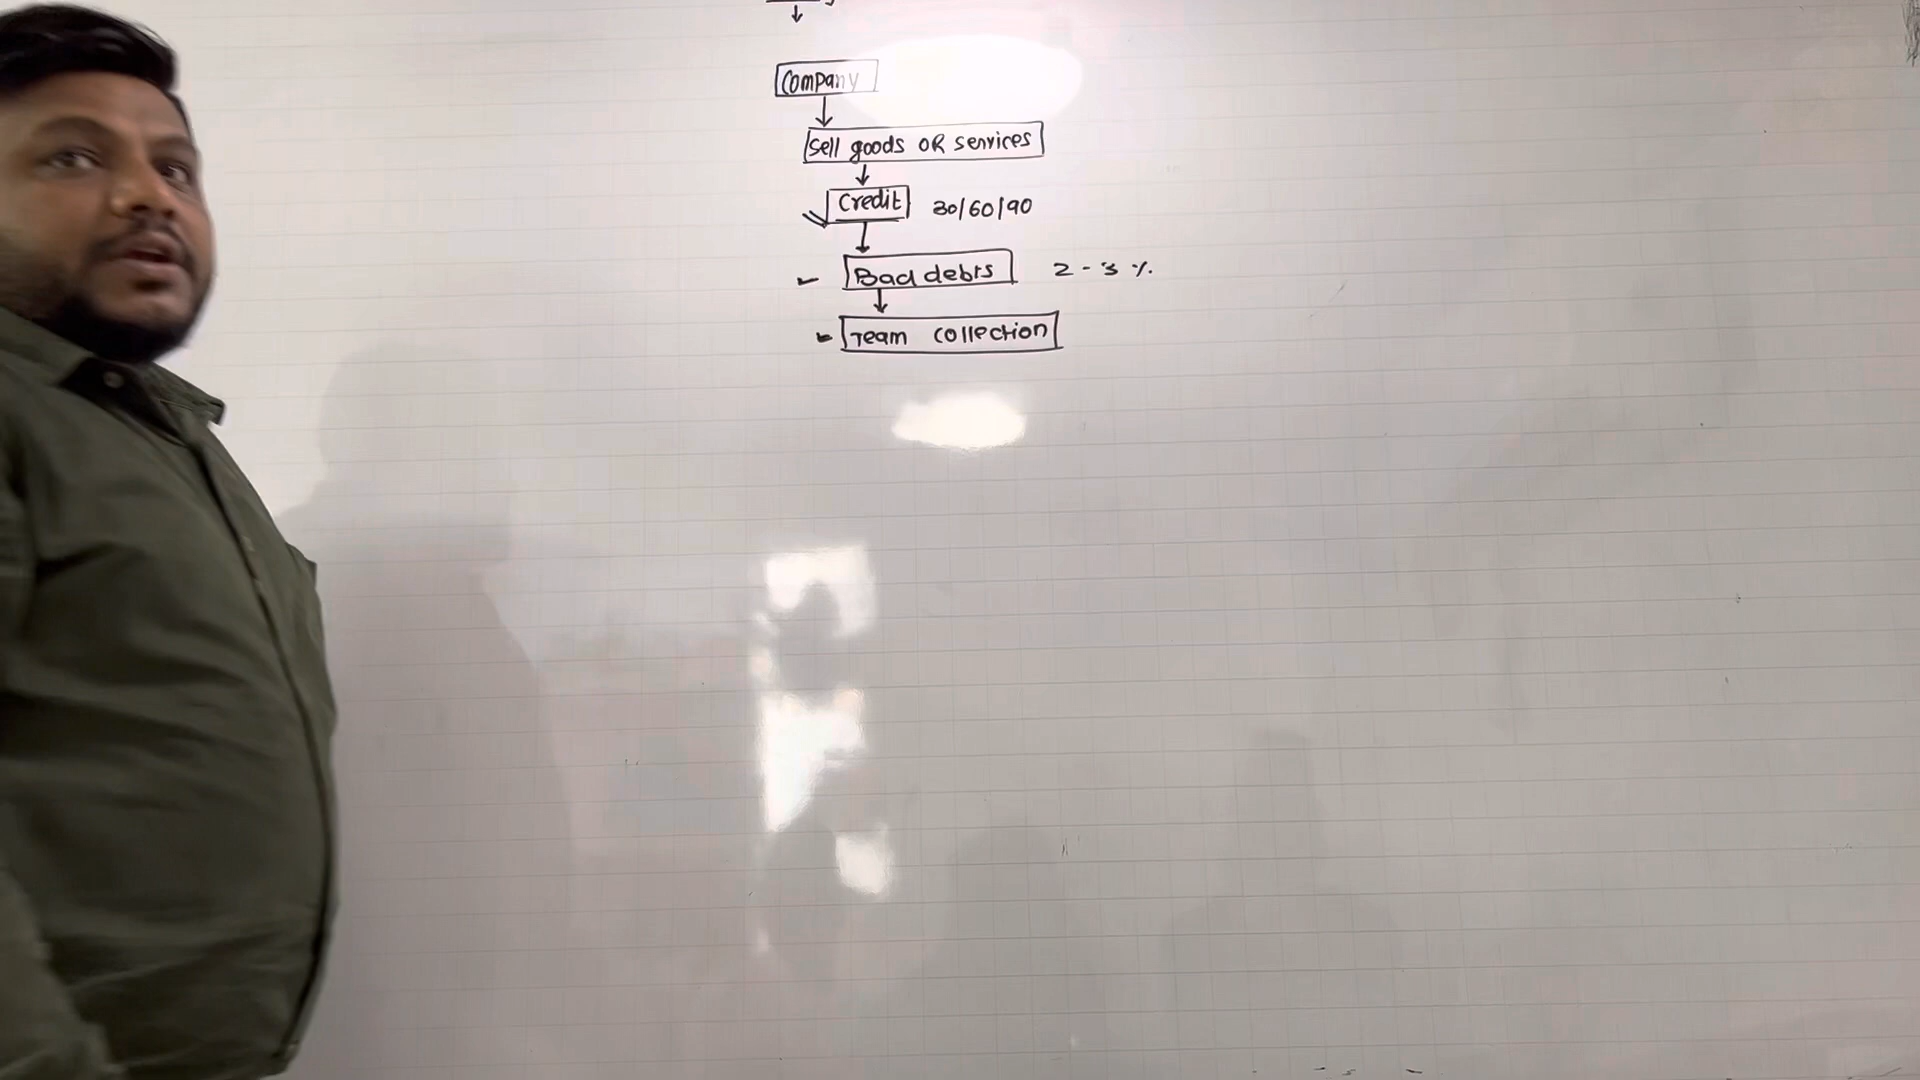 Company
Sell goods OR services
Credit 30/60/90
Bad debts 2-3%
Team collection